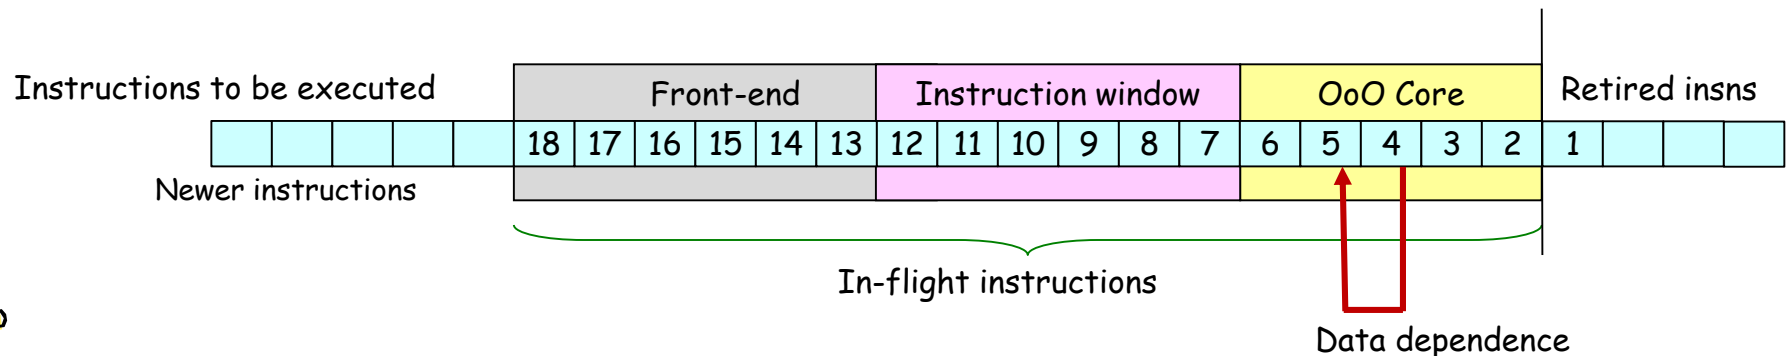 Instructions to be executed
Front-end
Instruction window
OoO Core
Retired insns
18 17 16 15 14 13 12 11 10 9 8 7 6 5 4 3 2 1
Newer instructions
In-flight instructions
Data dependence